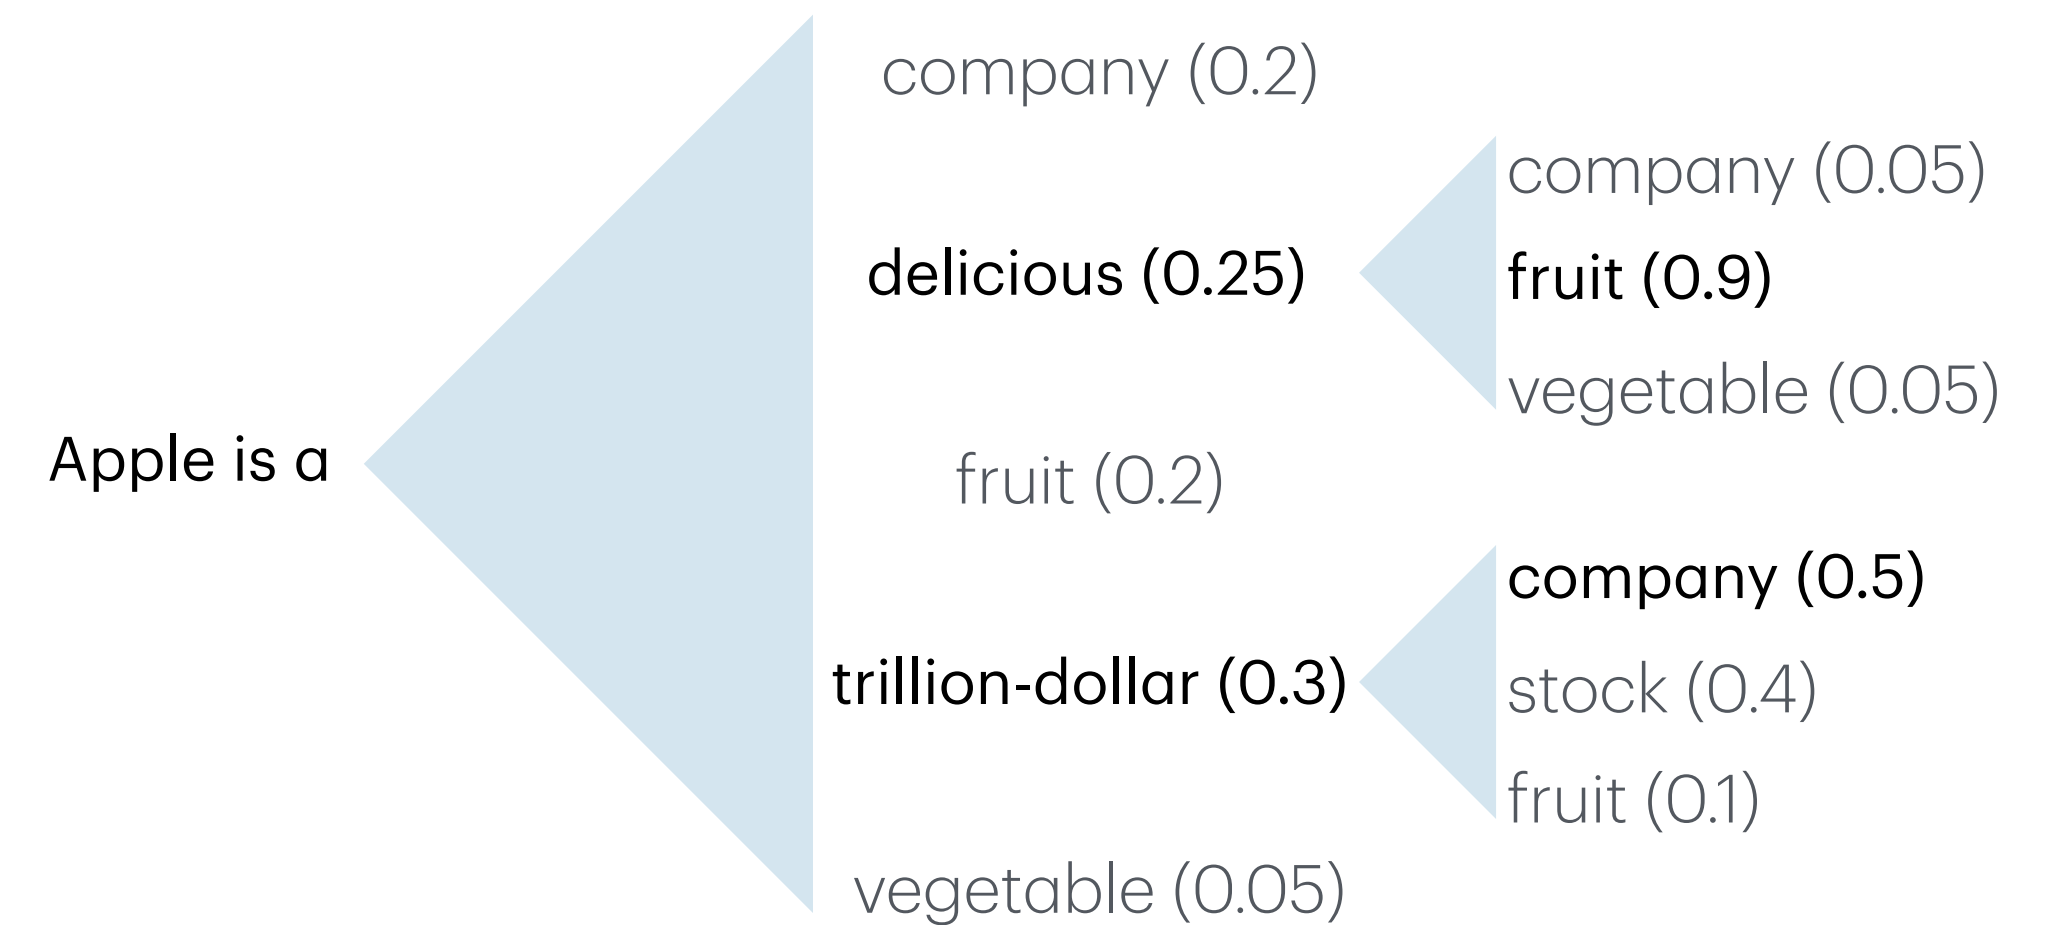 Apple is a
company (0.2)
delicious (0.25)
fruit (0.2)
trillion-dollar (0.3)
vegetable (0.05)
company (0.05)
fruit (0.9)
vegetable (0.05)
company (0.5)
stock (0.4)
fruit (0.1)